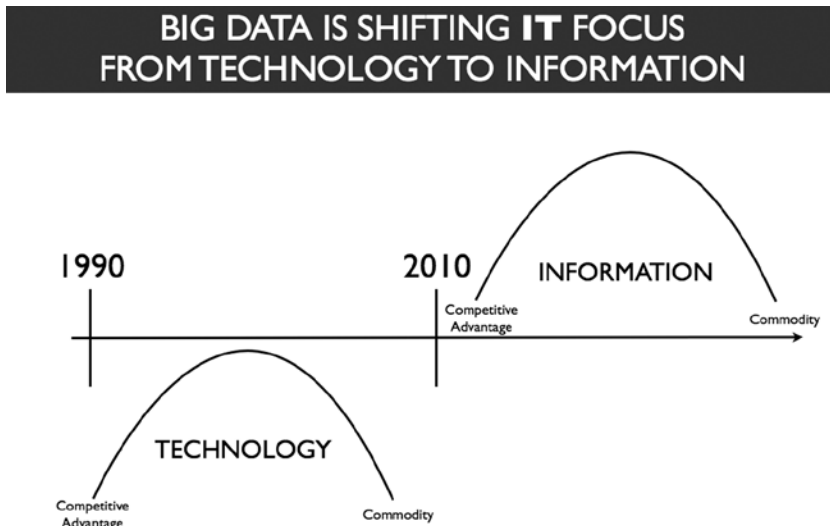 BIG DATA IS SHIFTING IT FOCUS
FROM TECHNOLOGY TO INFORMATION
1990
2010
INFORMATION
Competitive
Advantage
Commodity
TECHNOLOGY
Competitive
Advantage
Commodity